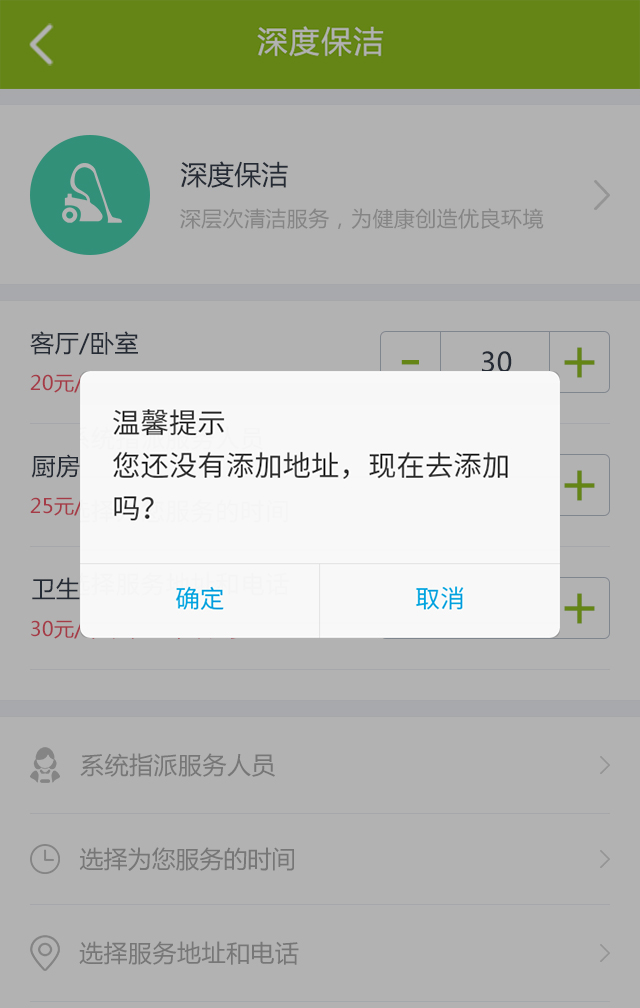 深度保洁
深度保洁
深层次清洁服务，为健康创造优良环境
客厅/卧室
30
20元/
温馨提示
您还没有添加地址，现在去添加
吗？
厨房
25元/
卫生
30元/
确定
取消
系统指派服务人员
选择为您服务的时间
选择服务地址和电话